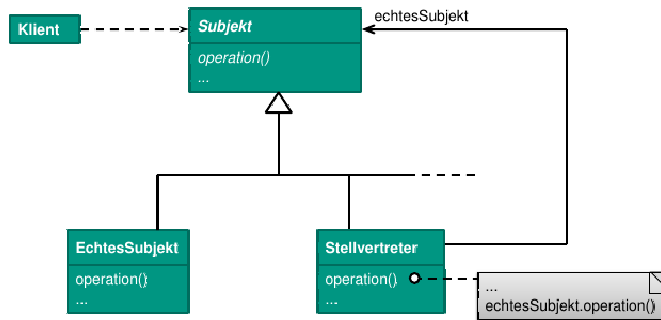 echtesSubjekt
Klient
Subjekt
operation()
...
EchtesSubjekt
operation()
...
Stellvertreter
operation()
...
...
echtesSubjekt.operation()